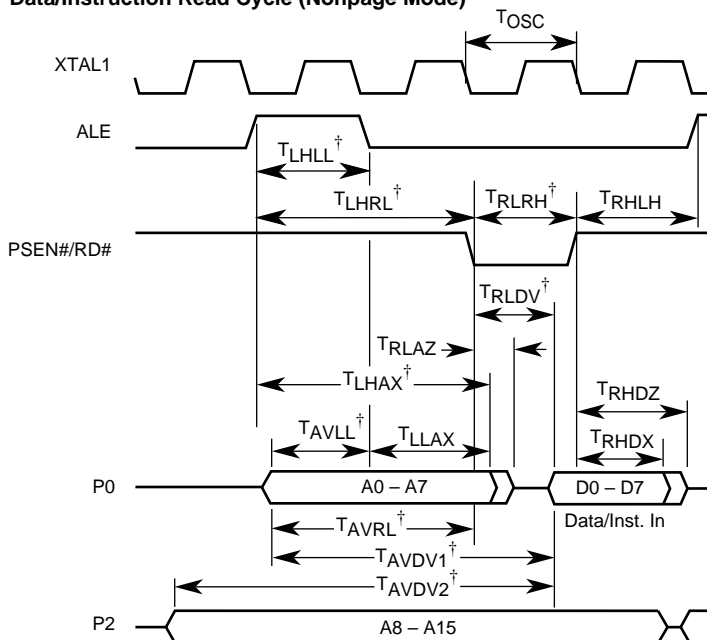 Data/Instruction Read Cycle (Nonpage Mode)
TOSC
XTAL1
ALE
TLHLL†
TLHRL†
TRLRH†
TRHLH
PSEN#/RD#
TRLDV†
TRLAZ
TLHAX†
TRHDZ
TAVLL†
TLLAX
TRHDX
P0
A0 – A7
D0 – D7
Data/Inst. In
TAVRL†
TAVDV1†
TAVDV2†
P2
A8 – A15